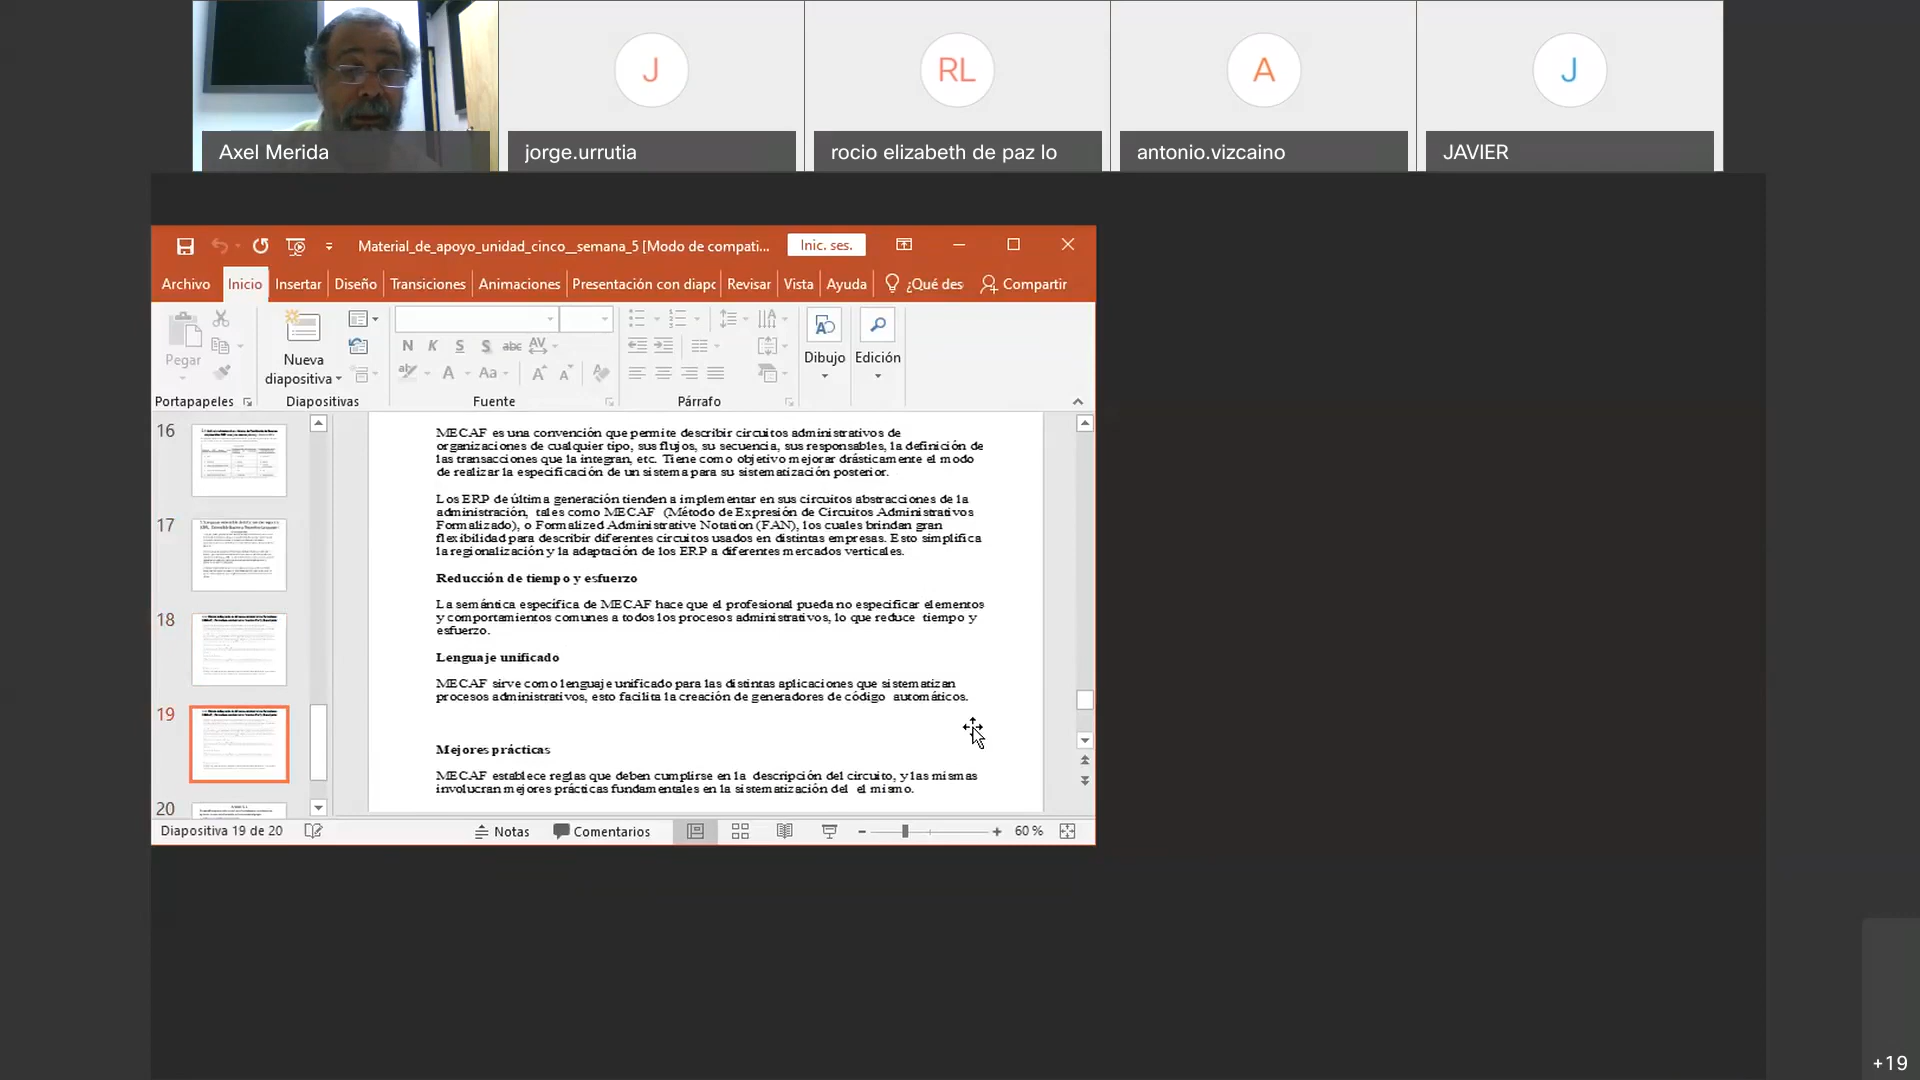 J
RL
A
J
Axel Merida
jorge.urrutia
rocio elizabeth de paz lo
antonio.vizcaino
JAVIER
Material_de_apoyo_unidad_cinco__semana_5 [Modo de compati...
Inic. ses.
Archivo
Inicio
Insertar
Diseño
Transiciones
Animaciones
Presentación con diapc
Revisar
Vista
Ayuda
¿Qué des
Compartir
Pegar
Nueva
diapositiva
N K S S abc AV
Aa A A
Dibujo
Edición
Portapapeles
Diapositivas
Fuente
Párrafo
16
17
18
19
20
MECAF es una convención que permite describir circuitos administrativos de
organizaciones de cualquier tipo, sus flujos, su secuencia, sus responsables, la definición de
las transacciones que la integran, etc. Tiene como objetivo mejorar drásticamente el modo
de realizar la especificación de un sistema para su sistematización posterior.
Los ERP de última generación tienden a implementar en sus circuitos abstracciones de la
administración, tales como MECAF (Método de Expresión de Circuitos Administrativos
Formalizado), o Formalized Administrative Notation (FAN), los cuales brindan gran
flexibilidad para describir diferentes circuitos usados en distintas empresas. Esto simplifica
la regionalización y la adaptación de los ERP a diferentes mercados verticales.
Reducción de tiempo y esfuerzo
La semántica específica de MECAF hace que el profesional pueda no especificar elementos
y comportamientos comunes a todos los procesos administrativos, lo que reduce tiempo y
esfuerzo.
Lenguaje unificado
MECAF sirve como lenguaje unificado para las distintas aplicaciones que sistematizan
procesos administrativos, esto facilita la creación de generadores de código automáticos.
Mejores prácticas
MECAF establece reglas que deben cumplirse en la descripción del circuito, y las mismas
involucran mejores prácticas fundamentales en la sistematización del el mismo.
Diapositiva 19 de 20
Notas
Comentarios
60 %
+19